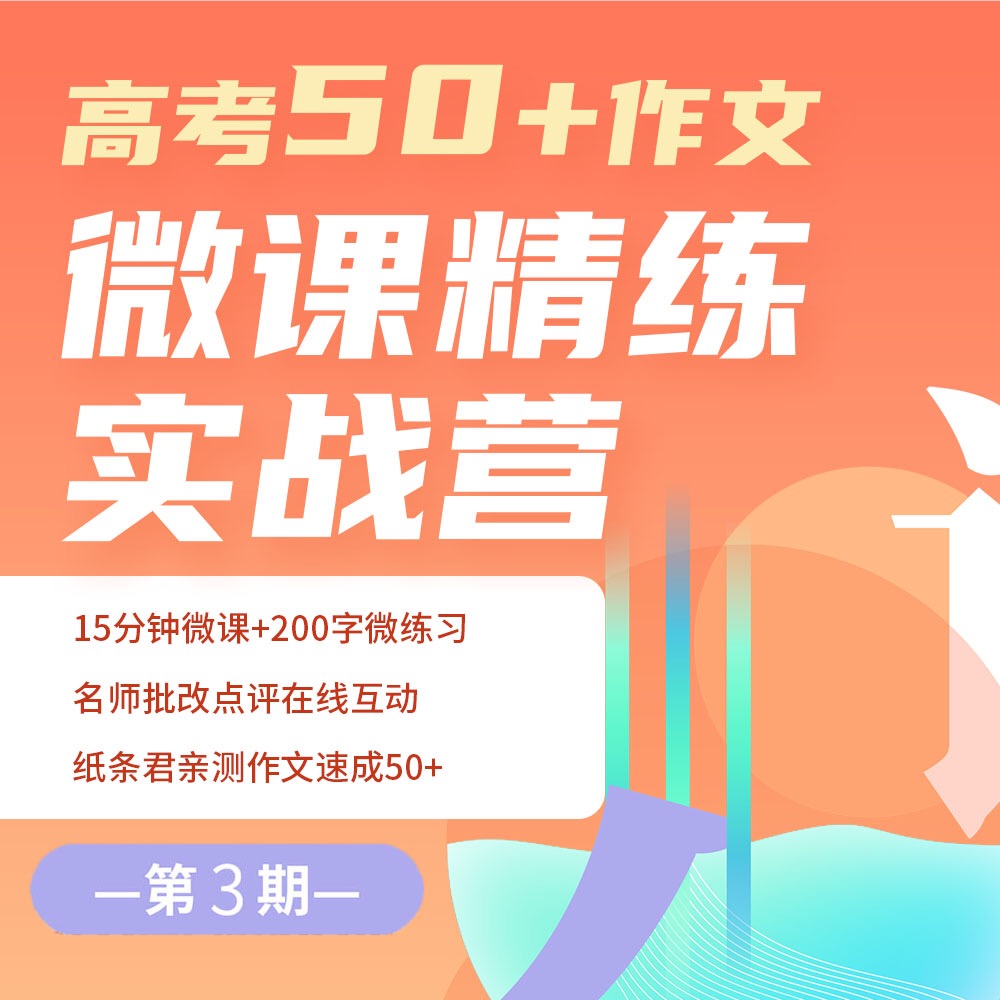 高考50+作文
微课精练
实战营
15分钟微课+200字微练习
名师批改点评在线互动
纸条君亲测作文速成50+
—第3期—